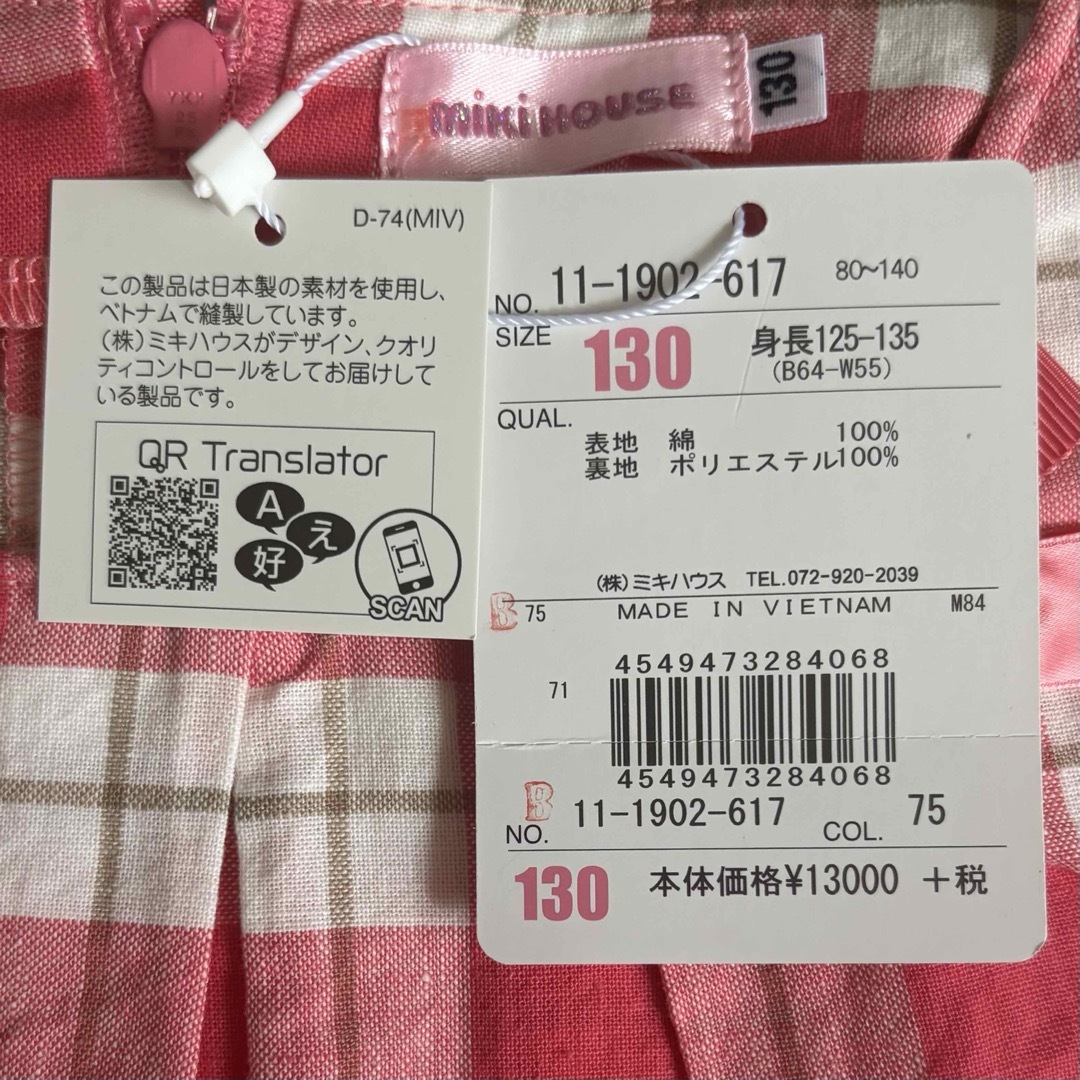 miKi HOUSE
130
D-74(MIV)
この製品は日本製の素材を使用し、
ベトナムで縫製しています。
(株)ミキハウスがデザイン、クオリ
ティコントロールをしてお届けして
いる製品です。
QR Translator
A
え
好
SCAN
NO. 11-1902-617 80~140
SIZE 130 身長125-135
(B64-W55)
QUAL.
表地 綿 100%
裏地 ポリエステル100%
(株)ミキハウス TEL.072-920-2039
B 75 MADE IN VIETNAM M84
4549473284068
71
4549473284068
B
NO. 11-1902-617 COL. 75
130 本体価格¥13000 +税